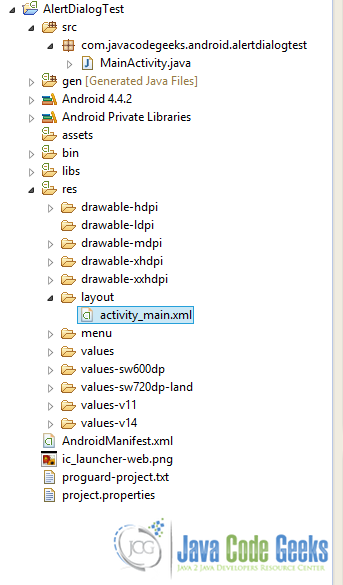 AlertDialogTest
src
com.javacodegeeks.android.alertdialogtest
MainActivity.java
gen [Generated Java Files]
Android 4.4.2
Android Private Libraries
assets
bin
libs
res
drawable-hdpi
drawable-ldpi
drawable-mdpi
drawable-xhdpi
drawable-xxhdpi
layout
activity_main.xml
menu
values
values-sw600dp
values-sw720dp-land
values-v11
values-v14
AndroidManifest.xml
ic_launcher-web.png
proguard-project.txt
project.properties
JCG
Java Code Geeks
Java 2 Java Developers Resource Center